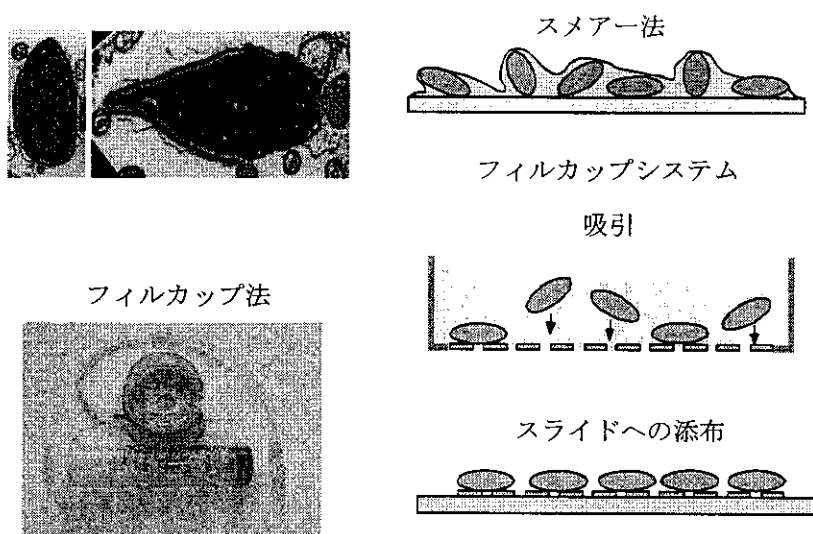 スメアー法
フィルカップシステム
吸引
フィルカップ法
スライドへの添布